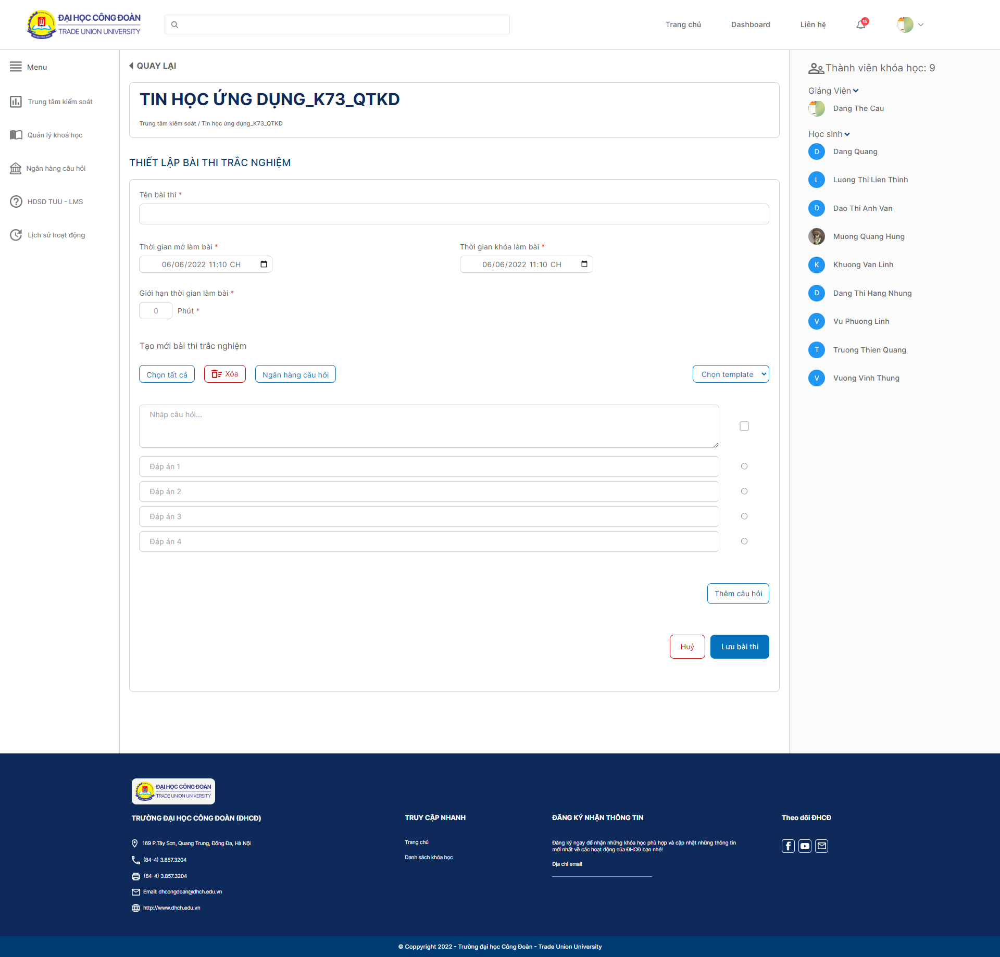 ĐẠI HỌC CÔNG ĐOÀN
TRADE UNION UNIVERSITY
Trang chủ
Dashboard
Liên hệ
15
Menu
Trung tâm kiểm soát
Quản lý khoá học
Ngân hàng câu hỏi
HDSD TUU - LMS
Lịch sử hoạt động
QUAY LẠI
TIN HỌC ỨNG DỤNG_K73_QTKD
Trung tâm kiểm soát / Tin học ứng dụng_K73_QTKD
THIẾT LẬP BÀI THI TRẮC NGHIỆM
Tên bài thi *
Thời gian mở làm bài *
Thời gian khóa làm bài *
06/06/2022 11:10 CH
06/06/2022 11:10 CH
Giới hạn thời gian làm bài *
0 Phút *
Tạo mới bài thi trắc nghiệm
Chọn tất cả
Xóa
Ngân hàng câu hỏi
Chọn template
Nhập câu hỏi...
Đáp án 1
Đáp án 2
Đáp án 3
Đáp án 4
Thêm câu hỏi
Huỷ
Lưu bài thi
Thành viên khóa học: 9
Giảng Viên
Dang The Cau
Học sinh
D Dang Quang
L Luong Thi Lien Thinh
D Dao Thi Anh Van
Muong Quang Hung
K Khuong Van Linh
D Dang Thi Hang Nhung
V Vu Phuong Linh
T Truong Thien Quang
V Vuong Vinh Thung
ĐẠI HỌC CÔNG ĐOÀN
TRADE UNION UNIVERSITY
TRƯỜNG ĐẠI HỌC CÔNG ĐOÀN (ĐHCĐ)
169 P.Tây Sơn, Quang Trung, Đống Đa, Hà Nội
(84-4) 3.857.3204
(84-4) 3.857.3204
Email: dhcongdoan@dhch.edu.vn
http://www.dhch.edu.vn
TRUY CẬP NHANH
Trang chủ
Danh sách khóa học
ĐĂNG KÝ NHẬN THÔNG TIN
Đăng ký ngay để nhận những khóa học phù hợp và cập nhật những thông tin
mới nhất về các hoạt động của ĐHCĐ bạn nhé!
Địa chỉ email
Theo dõi ĐHCĐ
© Coppyright 2022 - Trường đại học Công Đoàn - Trade Union University